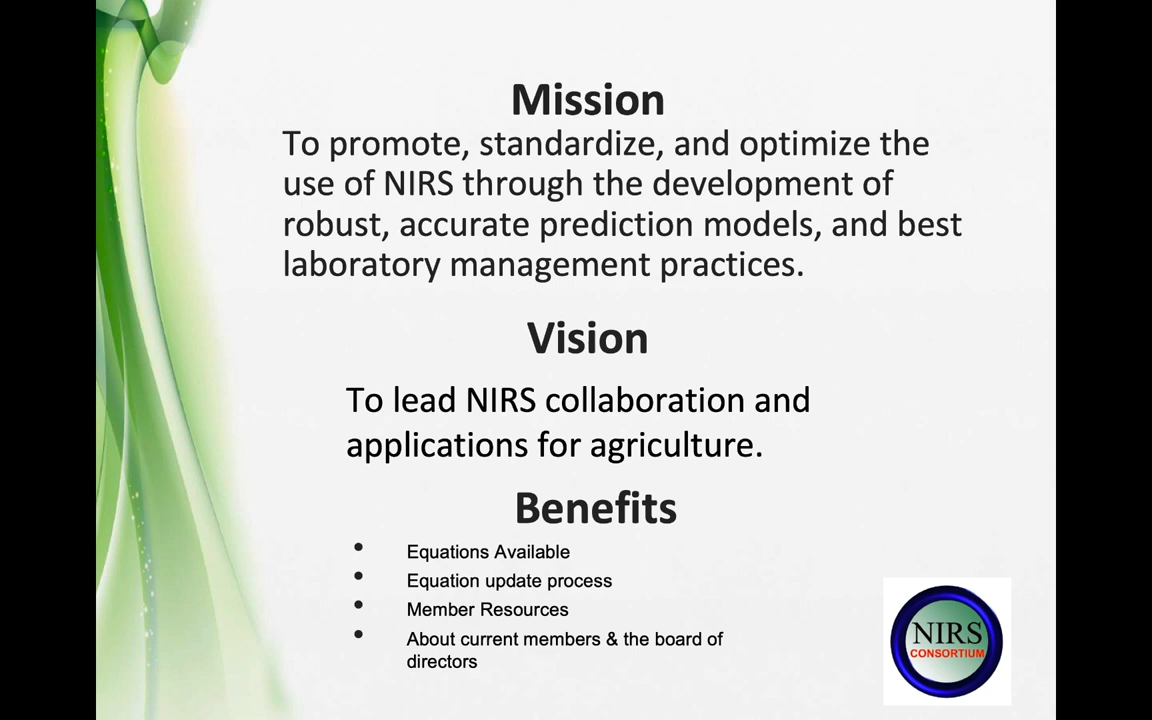 Mission
To promote, standardize, and optimize the
use of NIRS through the development of
robust, accurate prediction models, and best
laboratory management practices.
Vision
To lead NIRS collaboration and
applications for agriculture.
Benefits
• Equations Available
• Equation update process
• Member Resources
• About current members & the board of
directors
NIRS
CONSORTIUM